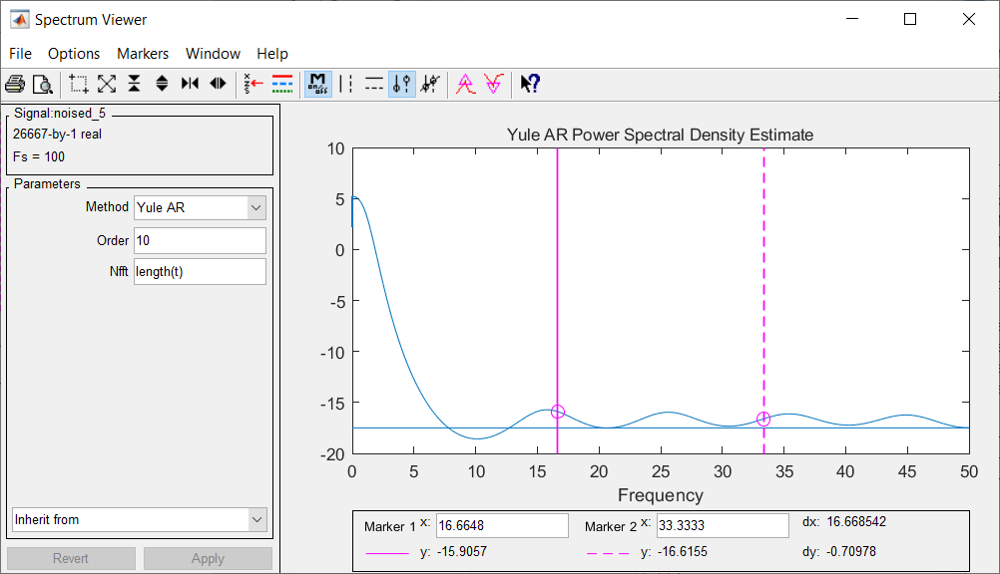 Spectrum Viewer
File Options Markers Window Help
M
on/off
Signal:noised_5
26667-by-1 real
Fs = 100
Parameters
Method Yule AR
Order 10
Nfft length(t)
Inherit from
Revert Apply
Yule AR Power Spectral Density Estimate
10
5
0
-5
-10
-15
-20
0 5 10 15 20 25 30 35 40 45 50
Frequency
Marker 1 x: 16.6648 Marker 2 x: 33.3333 dx: 16.668542
y: -15.9057 y: -16.6155 dy: -0.70978